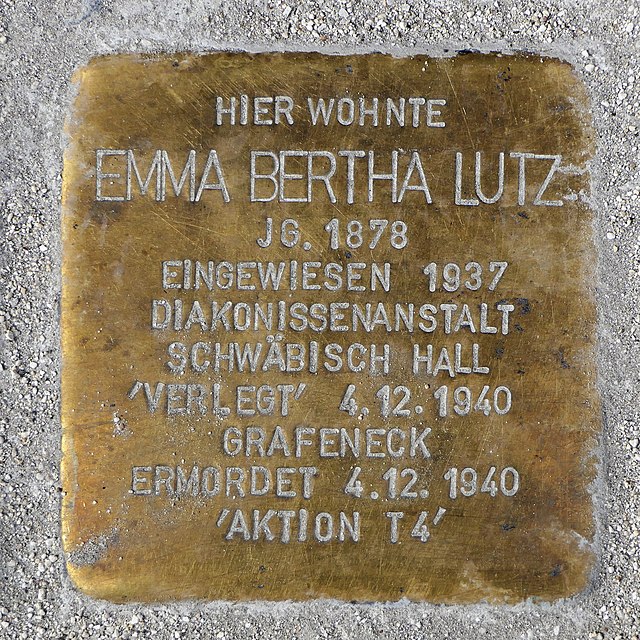 HIER WOHNTE
EMMA BERTHA LUTZ
JG. 1878
EINGEWIESEN 1937
DIAKONISSENANSTALT
SCHWÄBISCH HALL
'VERLEGT' 4.12.1940
GRAFENECK
ERMORDET 4.12.1940
'AKTION T4'